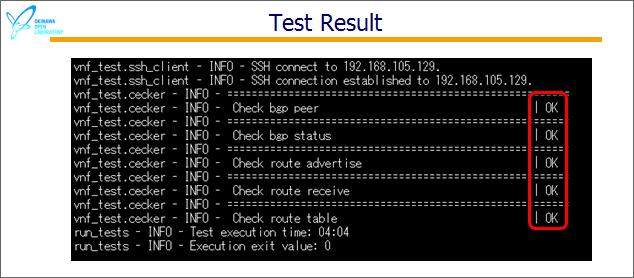 OKINAWA
OPEN
LABORATORY
Test Result
vnf_test.ssh_client - INFO - SSH connect to 192.168.105.129.
vnf_test.ssh_client - INFO - SSH connection established to 192.168.105.129.
vnf_test.cecker - INFO - ==================================================
vnf_test.cecker - INFO -  Check bgp peer | OK
vnf_test.cecker - INFO - ==================================================
vnf_test.cecker - INFO -  Check bgp status | OK
vnf_test.cecker - INFO - ==================================================
vnf_test.cecker - INFO -  Check route advertise | OK
vnf_test.cecker - INFO - ==================================================
vnf_test.cecker - INFO -  Check route receive | OK
vnf_test.cecker - INFO - ==================================================
vnf_test.cecker - INFO -  Check route table | OK
run_tests - INFO - Test execution time: 04:04
run_tests - INFO - Execution exit value: 0